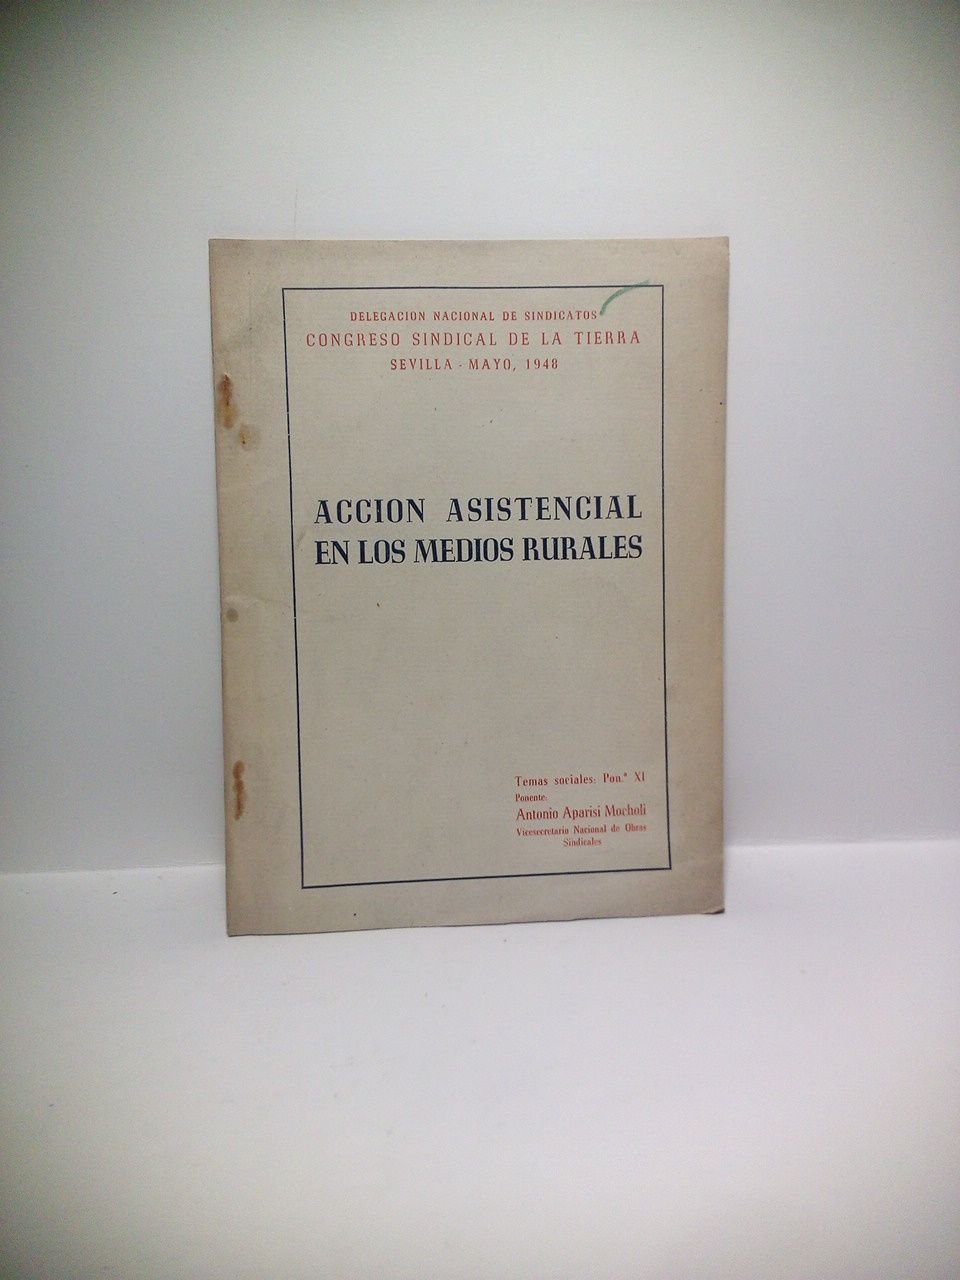 DELEGACION NACIONAL DE SINDICATOS
CONGRESO SINDICAL DE LA TIERRA
SEVILLA - MAYO, 1948
ACCION ASISTENCIAL
EN LOS MEDIOS RURALES
Temas sociales: Pon.ª XI
Ponente:
Antonio Aparisi Mocholi
Vicesecretario Nacional de Obras
Sindicales